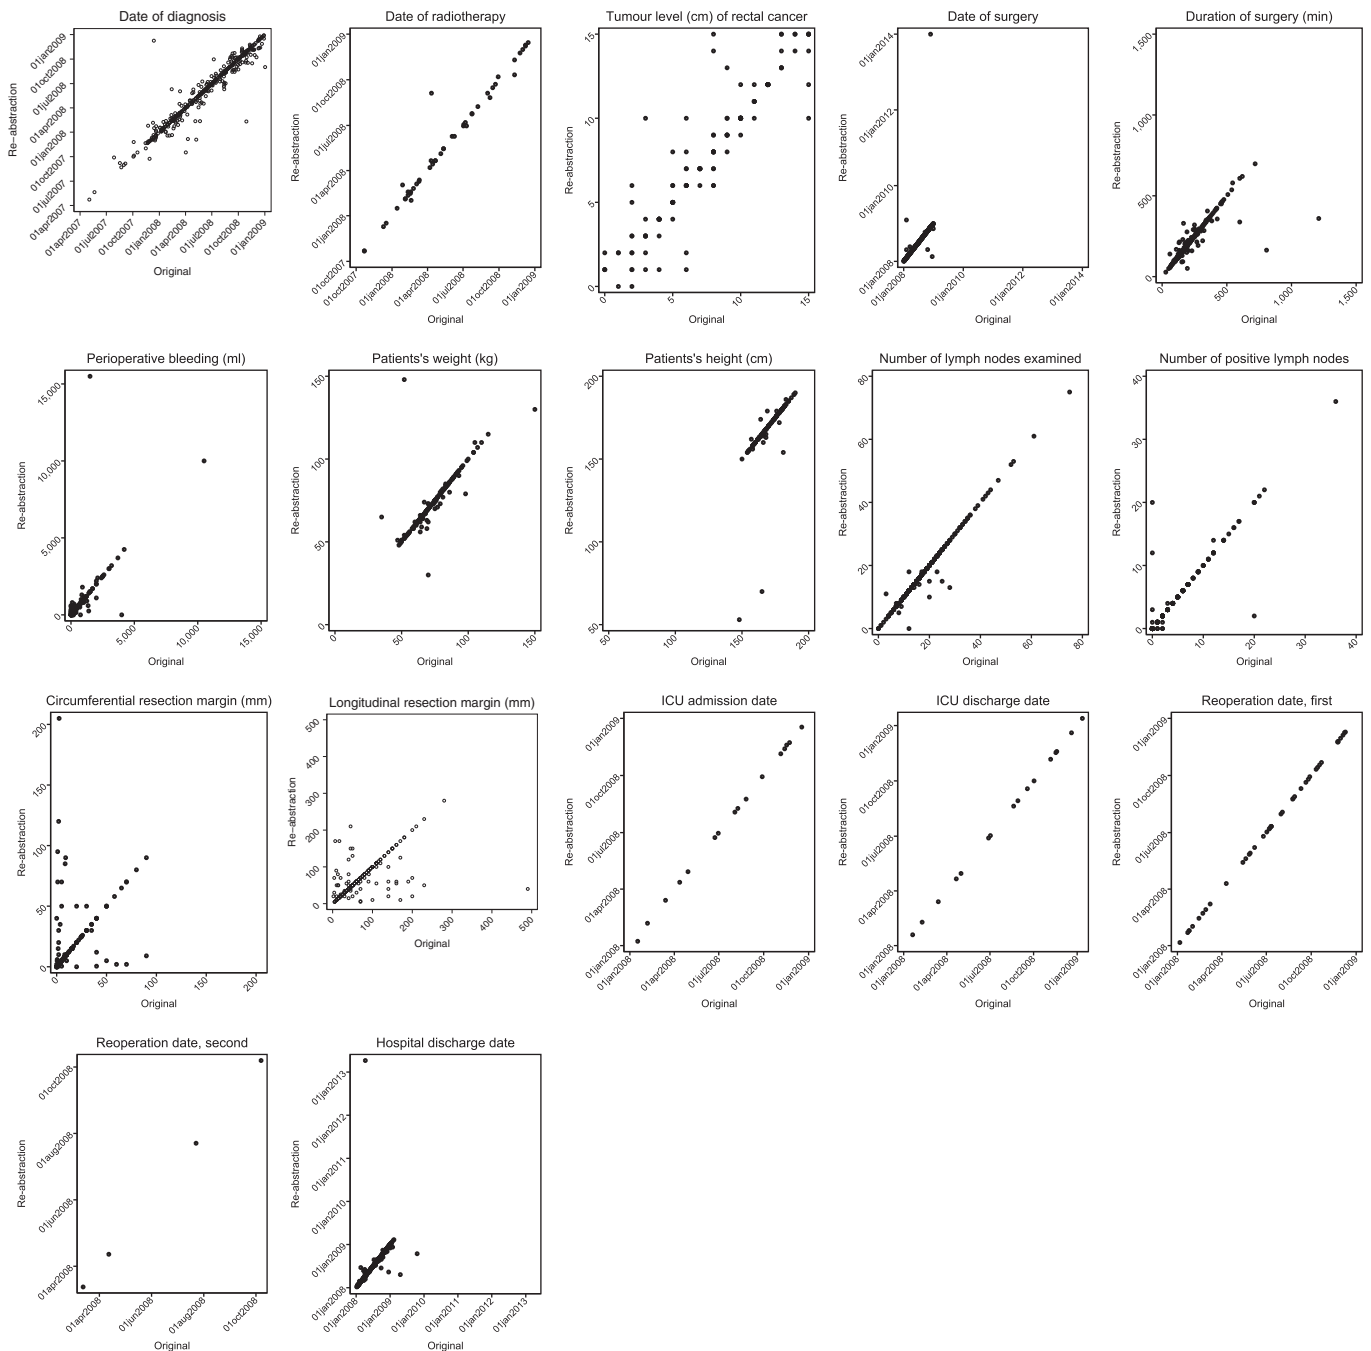 Date of diagnosis
Re-abstraction
01jan2009
01oct2008
01jul2008
01apr2008
01jan2008
01oct2007
01jul2007
01apr2007
01apr2007
01jul2007
01oct2007
01jan2008
01apr2008
01jul2008
01oct2008
01jan2009
Original
Date of radiotherapy
Re-abstraction
01jan2009
01oct2008
01jul2008
01apr2008
01jan2008
01oct2007
01oct2007
01jan2008
01apr2008
01jul2008
01oct2008
01jan2009
Original
Tumour level (cm) of rectal cancer
Re-abstraction
15
10
5
0
0
5
10
15
Original
Date of surgery
Re-abstraction
01jan2014
01jan2012
01jan2010
01jan2008
01jan2008
01jan2010
01jan2012
01jan2014
Original
Duration of surgery (min)
Re-abstraction
1,500
1,000
500
0
0
500
1,000
1,500
Original
Perioperative bleeding (ml)
Re-abstraction
15,000
10,000
5,000
0
0
5,000
10,000
15,000
Original
Patients's weight (kg)
Re-abstraction
150
100
50
0
0
50
100
150
Original
Patients's height (cm)
Re-abstraction
200
150
100
50
50
100
150
200
Original
Number of lymph nodes examined
Re-abstraction
80
60
40
20
0
0
20
40
60
80
Original
Number of positive lymph nodes
Re-abstraction
40
30
20
10
0
0
10
20
30
40
Original
Circumferential resection margin (mm)
Re-abstraction
200
150
100
50
0
0
50
100
150
200
Original
Longitudinal resection margin (mm)
Re−abstraction
500
400
300
200
100
0
0
100
200
300
400
500
Original
ICU admission date
Re-abstraction
01jan2009
01oct2008
01jul2008
01apr2008
01jan2008
01jan2008
01apr2008
01jul2008
01oct2008
01jan2009
Original
ICU discharge date
Re-abstraction
01jan2009
01oct2008
01jul2008
01apr2008
01jan2008
01jan2008
01apr2008
01jul2008
01oct2008
01jan2009
Original
Reoperation date, first
Re-abstraction
01jan2009
01oct2008
01jul2008
01apr2008
01jan2008
01jan2008
01apr2008
01jul2008
01oct2008
01jan2009
Original
Reoperation date, second
Re-abstraction
01oct2008
01aug2008
01jun2008
01apr2008
01apr2008
01jun2008
01aug2008
01oct2008
Original
Hospital discharge date
Re-abstraction
01jan2013
01jan2012
01jan2011
01jan2010
01jan2009
01jan2008
01jan2008
01jan2009
01jan2010
01jan2011
01jan2012
01jan2013
Original